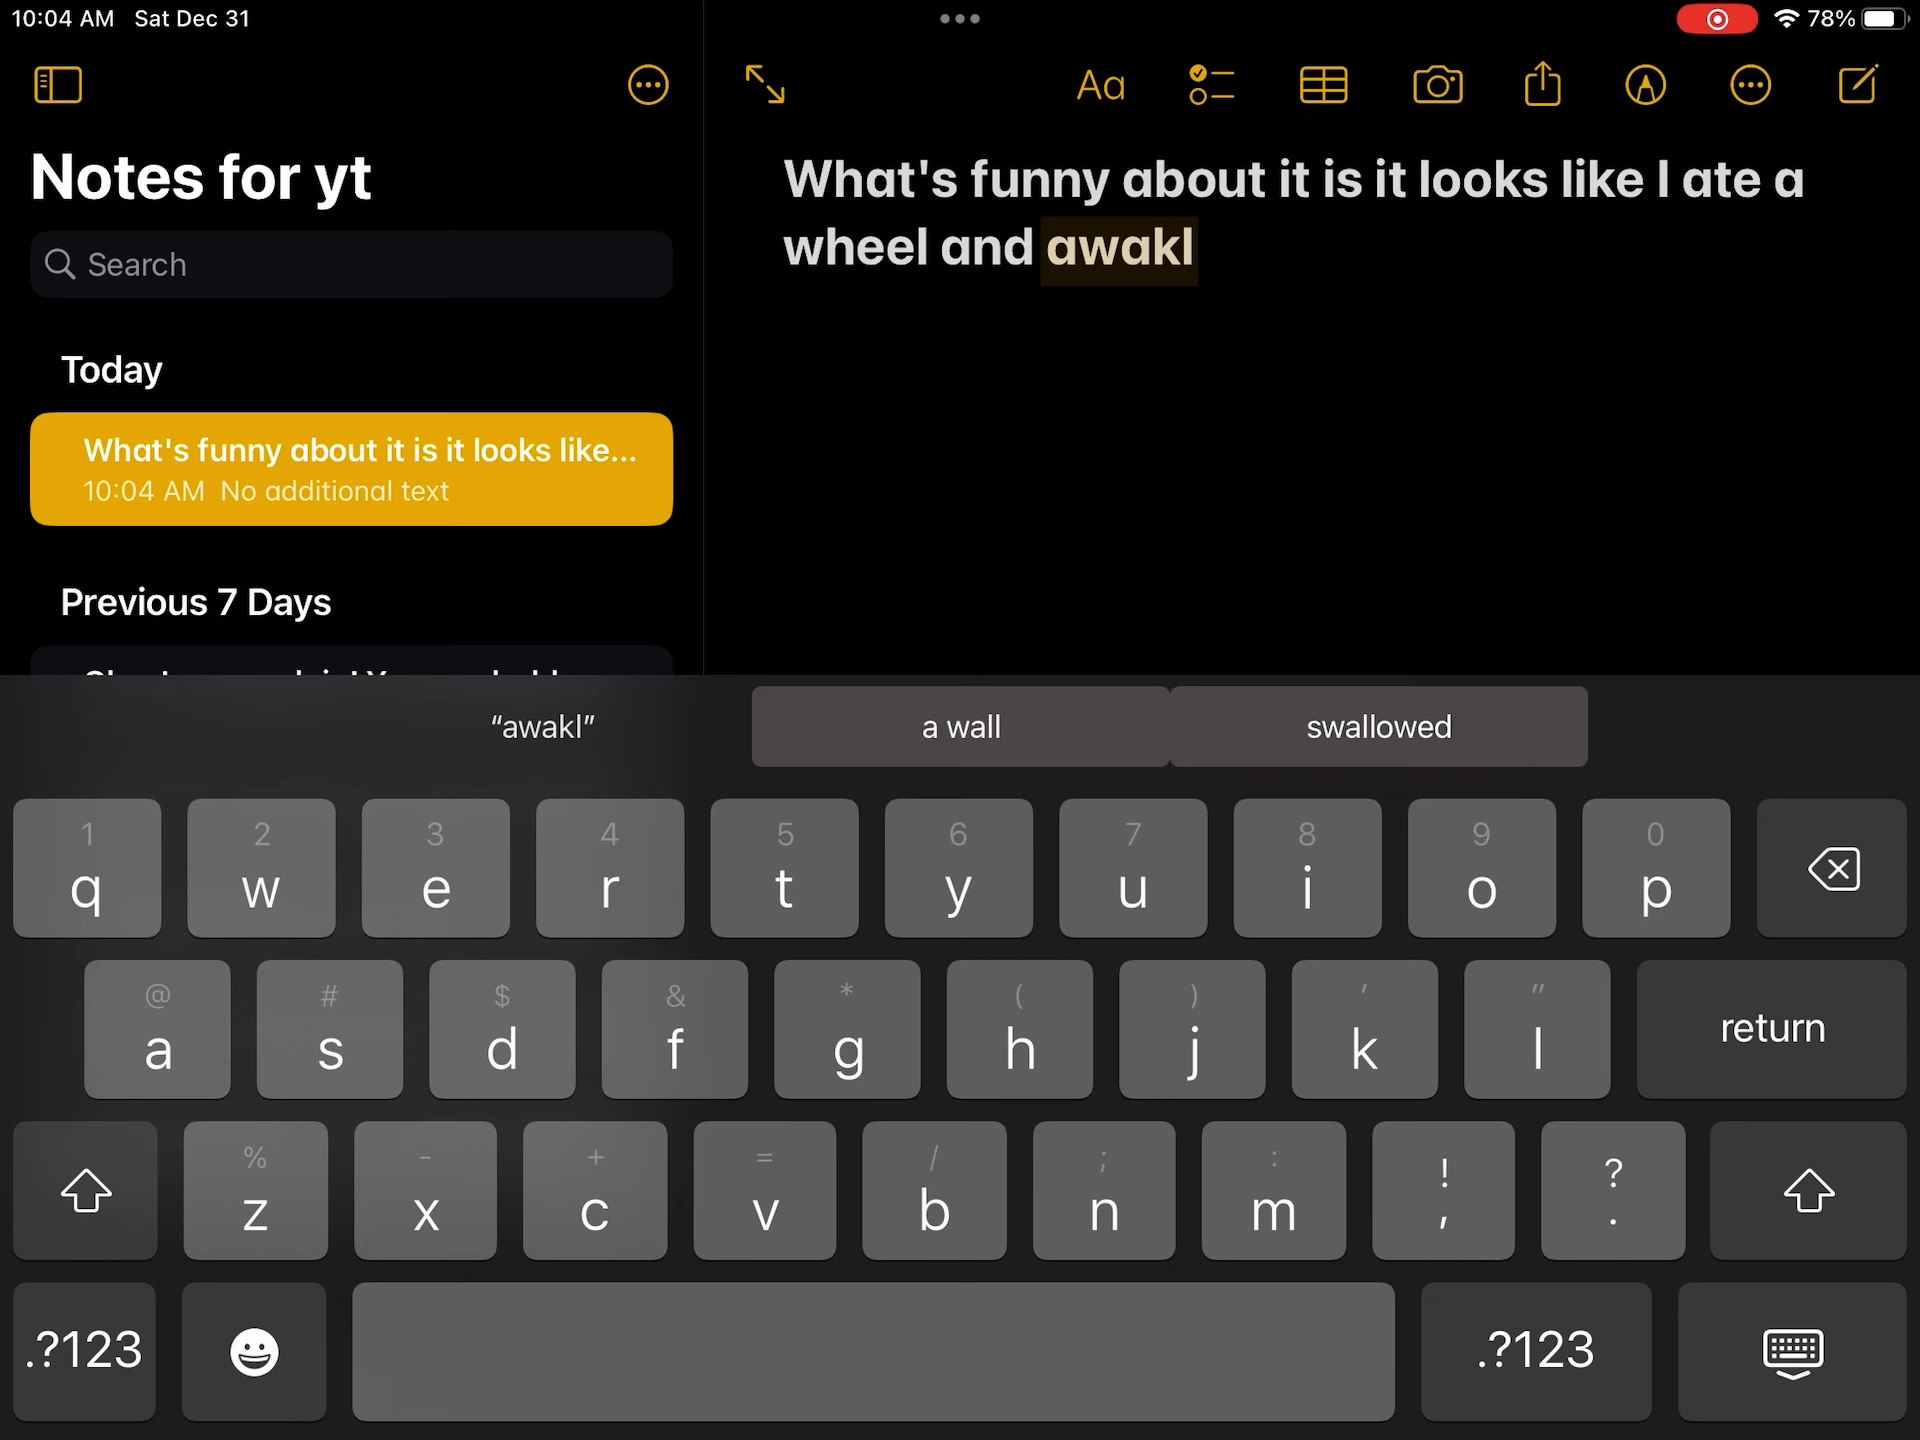 10:04 AM Sat Dec 31
78%
Aa
Notes for yt
Search
Today
What's funny about it is it looks like...
10:04 AM No additional text
Previous 7 Days
What's funny about it is it looks like I ate a
wheel and awakl
“awakl” a wall swallowed
1 2 3 4 5 6 7 8 9 0
q w e r t y u i o p
@ # $ & * ( ) ' "
a s d f g h j k l return
% - + = / ; : ! ?
z x c v b n m , .
.?123 .?123